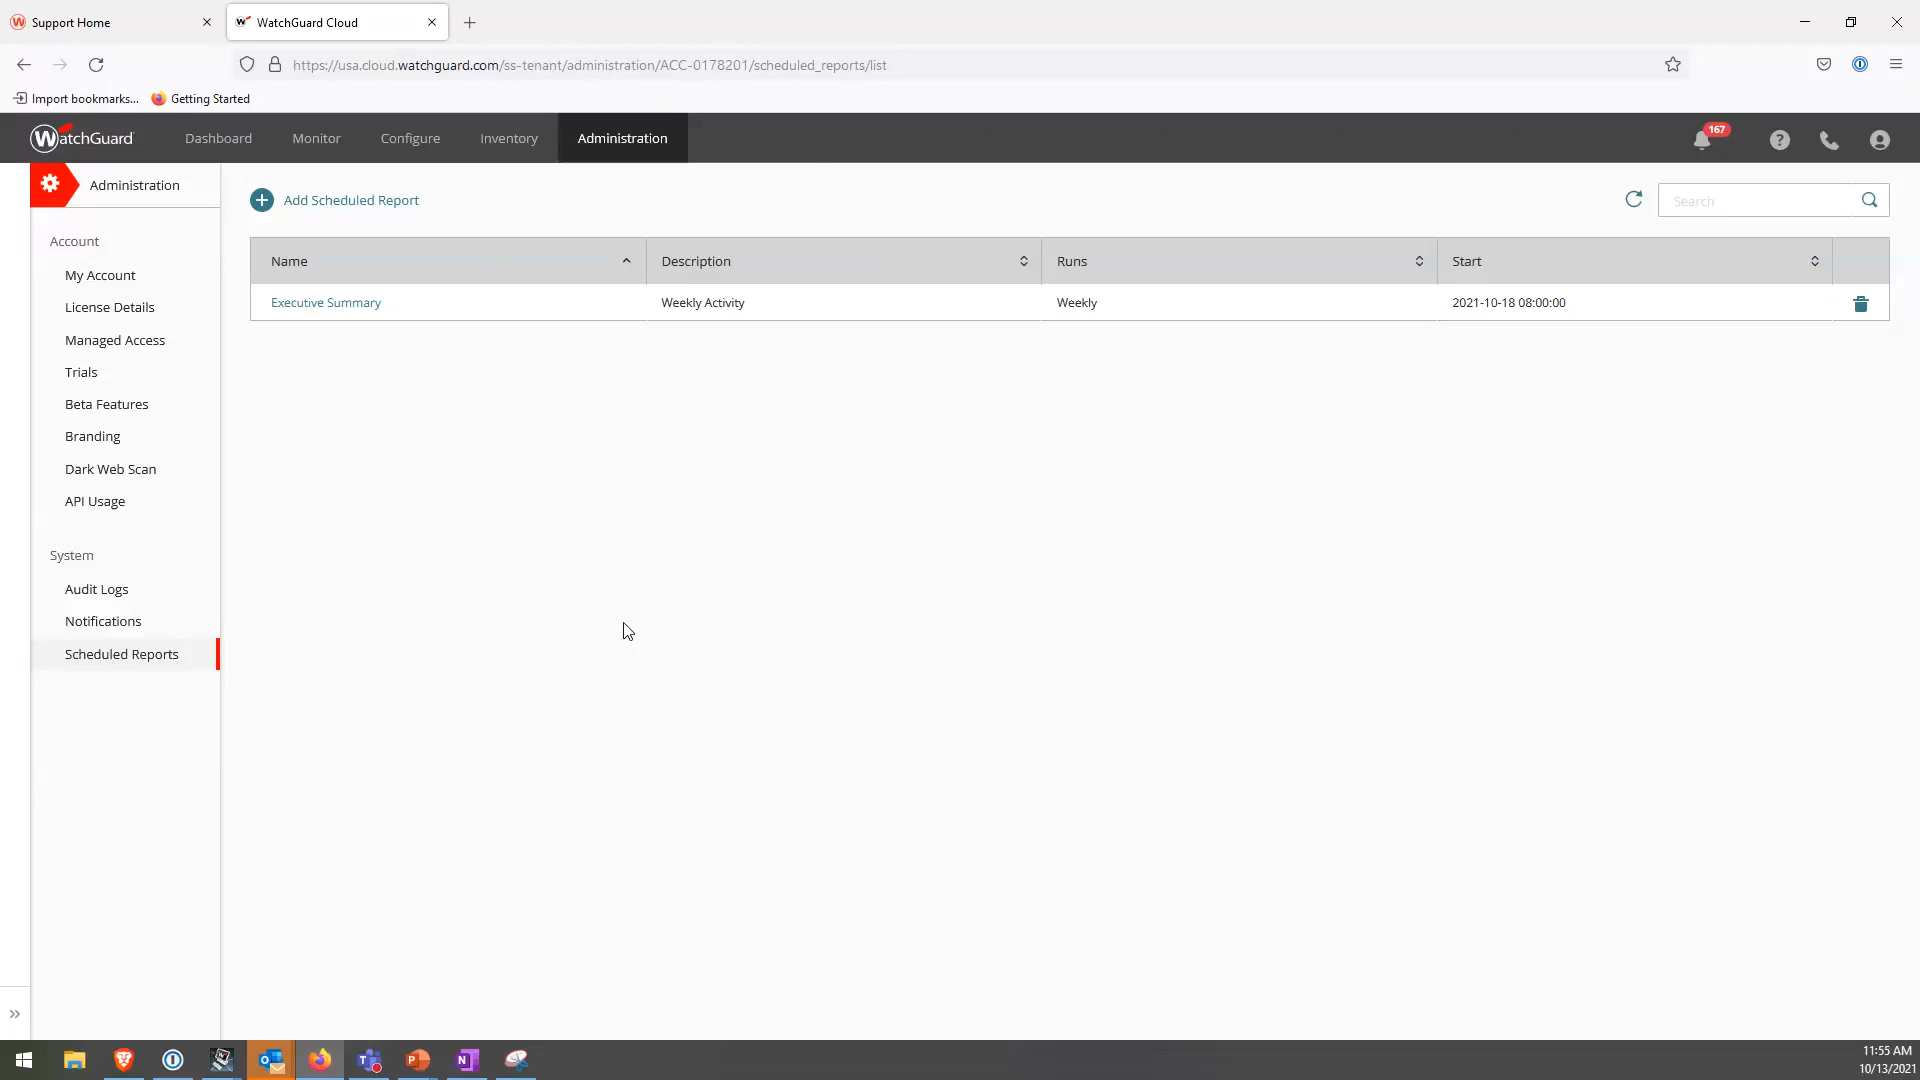 Support Home
WatchGuard Cloud
https://usa.cloud.watchguard.com/ss-tenant/administration/ACC-0178201/scheduled_reports/list
Import bookmarks...
Getting Started
WatchGuard
Dashboard
Monitor
Configure
Inventory
Administration
167
Administration
Add Scheduled Report
Search
Account
My Account
License Details
Managed Access
Trials
Beta Features
Branding
Dark Web Scan
API Usage
System
Audit Logs
Notifications
Scheduled Reports
Name
Description
Runs
Start
Executive Summary
Weekly Activity
Weekly
2021-10-18 08:00:00
11:55 AM
10/13/2021